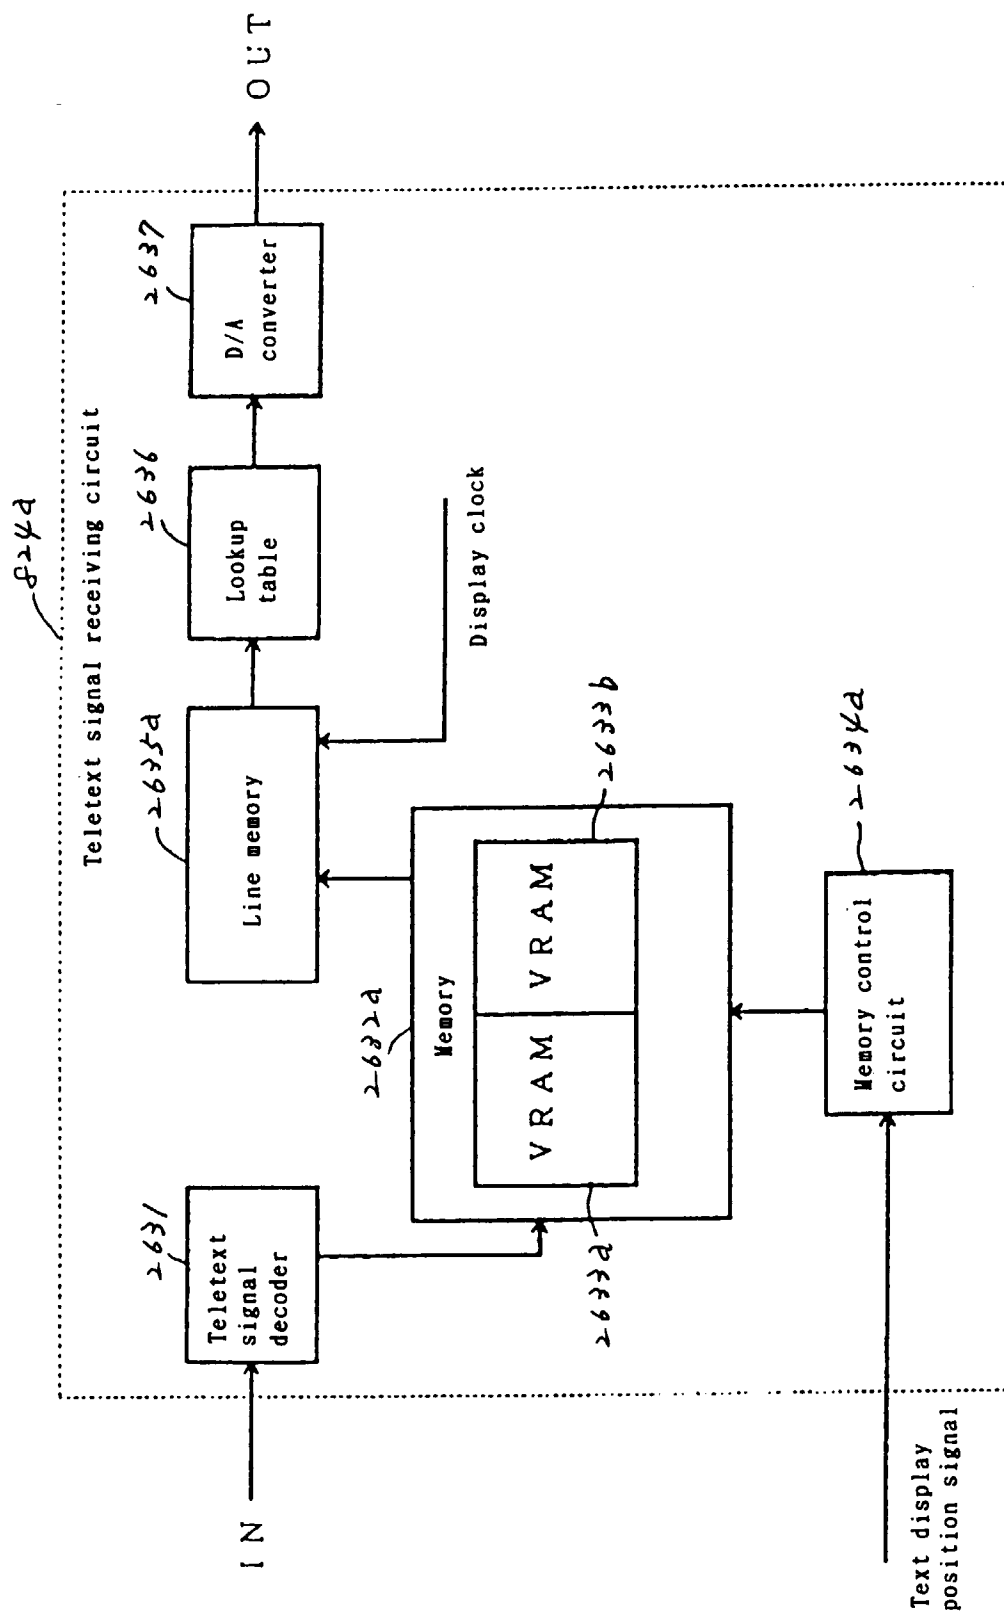 824a
Teletext signal receiving circuit
IN
2631
Teletext
signal
decoder
2635a
Line memory
2636
Lookup
table
2637
D/A
converter
OUT
Display clock
2632a
Memory
VRAM
VRAM
2633a
2633b
2634a
Memory control
circuit
Text display
position signal